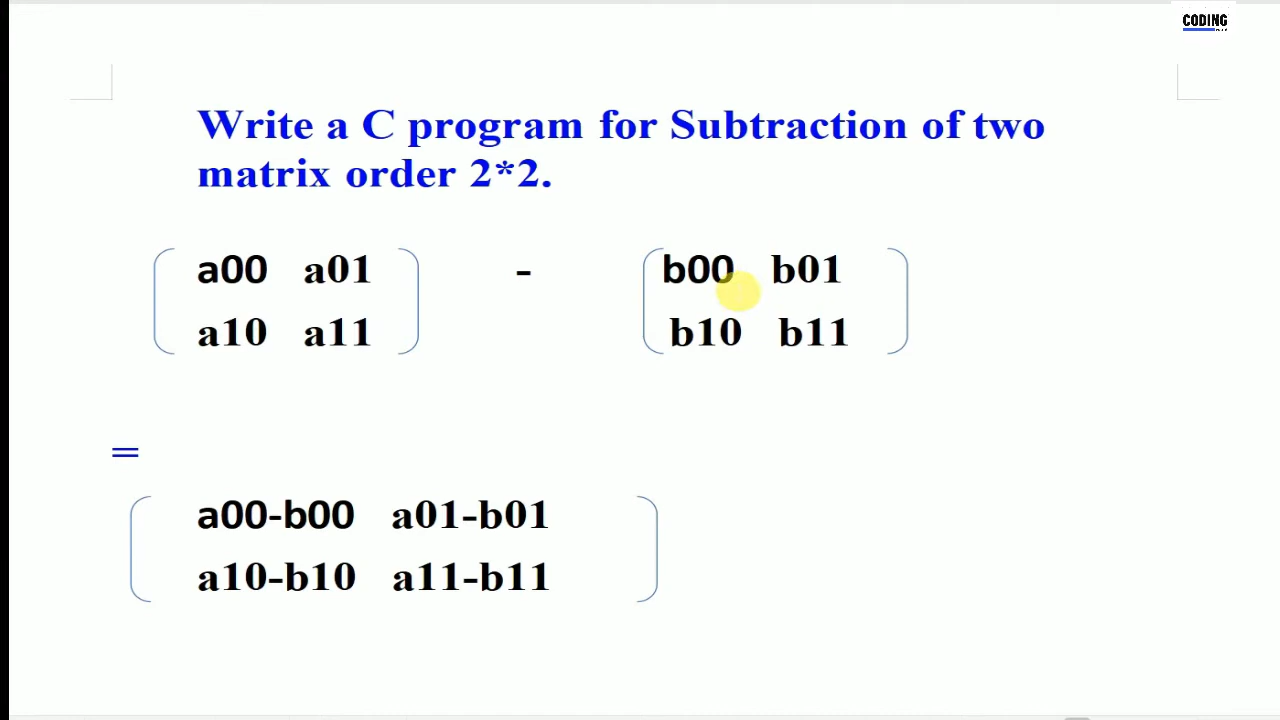 CODING
Write a C program for Subtraction of two
matrix order 2*2.
a00 a01 - b00 b01
a10 a11 b10 b11
=
a00-b00 a01-b01
a10-b10 a11-b11